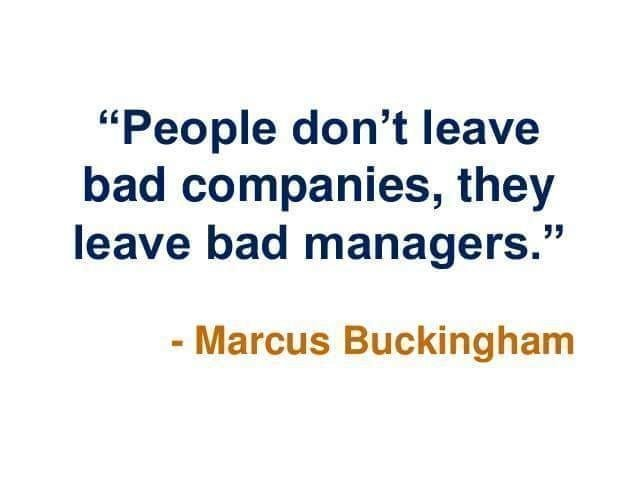 “People don’t leave
bad companies, they
leave bad managers.”
- Marcus Buckingham